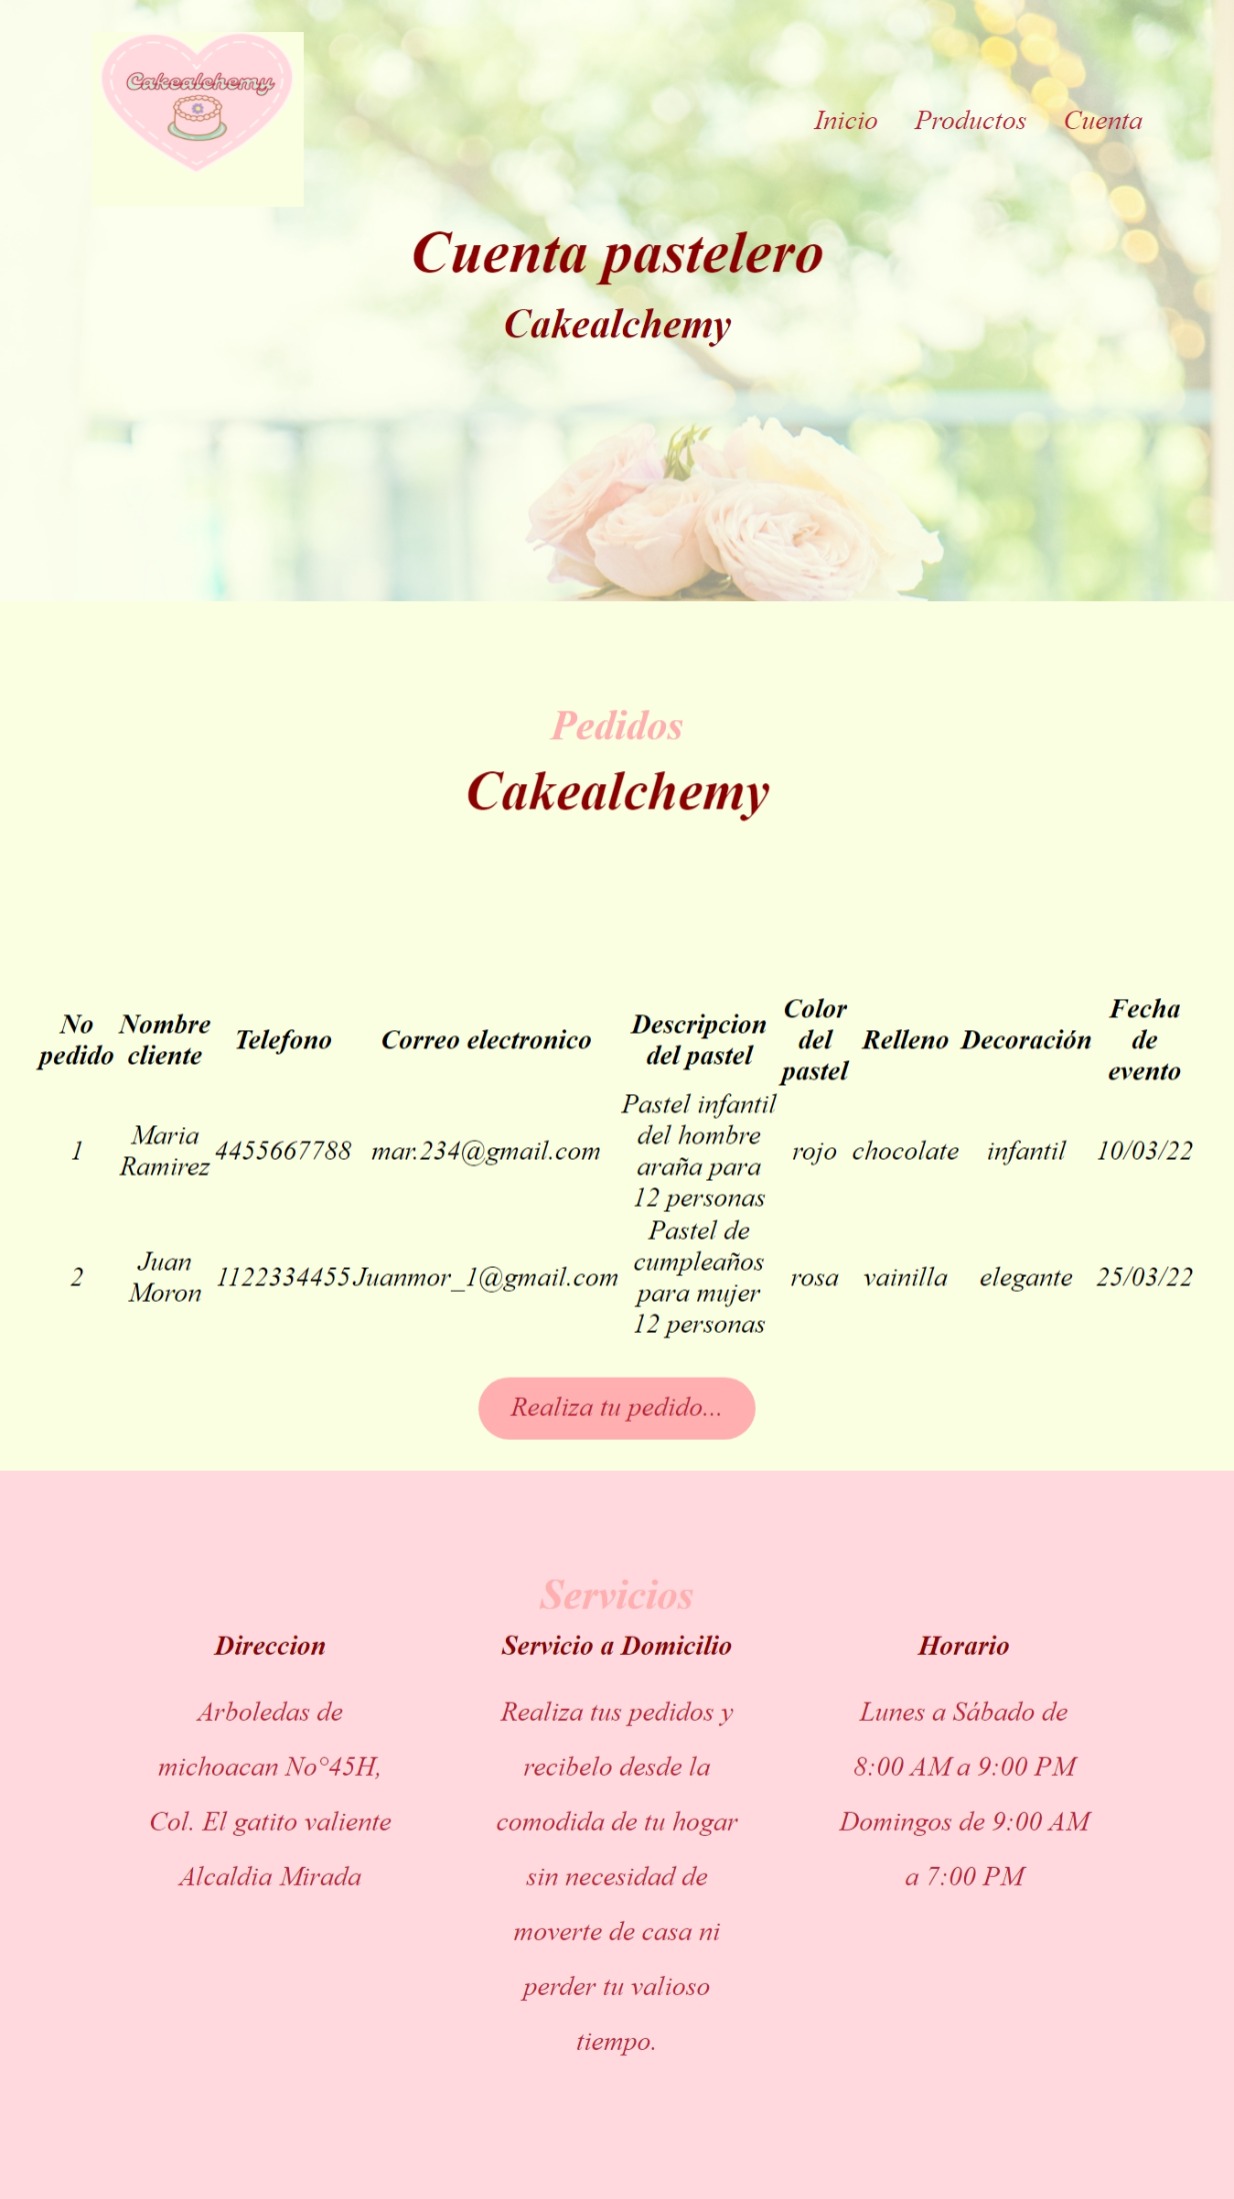 Cakealchemy
Inicio Productos Cuenta
Cuenta pastelero
Cakealchemy
Pedidos
Cakealchemy
No pedido Nombre cliente Telefono Correo electronico Descripcion del pastel Color del pastel Relleno Decoración Fecha de evento
1 Maria Ramirez 4455667788 mar.234@gmail.com Pastel infantil del hombre araña para 12 personas rojo chocolate infantil 10/03/22
2 Juan Moron 1122334455 Juanmor_1@gmail.com Pastel de cumpleaños para mujer 12 personas rosa vainilla elegante 25/03/22
Realiza tu pedido...
Servicios
Direccion
Arboledas de
michoacan No°45H,
Col. El gatito valiente
Alcaldia Mirada
Servicio a Domicilio
Realiza tus pedidos y
recibelo desde la
comodida de tu hogar
sin necesidad de
moverte de casa ni
perder tu valioso
tiempo.
Horario
Lunes a Sábado de
8:00 AM a 9:00 PM
Domingos de 9:00 AM
a 7:00 PM